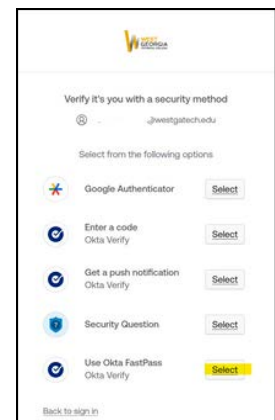 WEST
GEORGIA
Verify it's you with a security method
@westgatech.edu
Select from the following options
Google Authenticator
Select
Enter a code
Okta Verify
Select
Get a push notification
Okta Verify
Select
Security Question
Select
Use Okta FastPass
Okta Verify
Select
Back to sign in